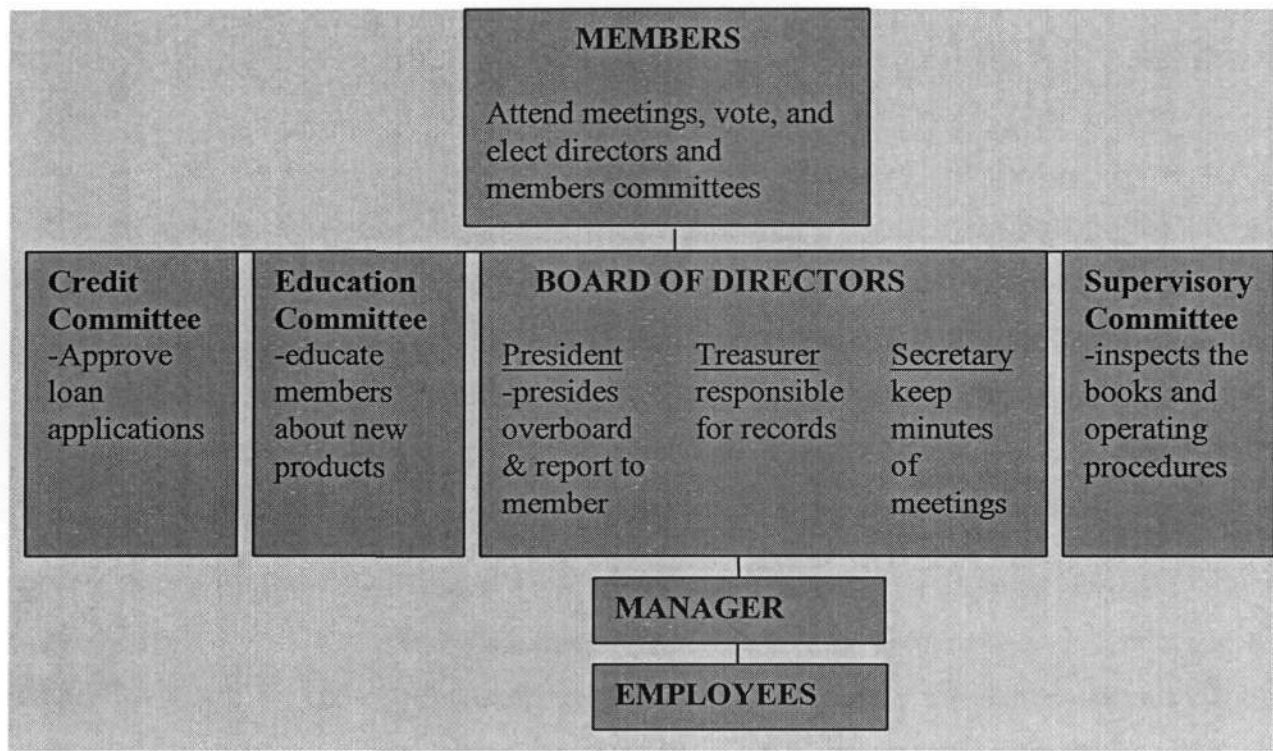 MEMBERS
Attend meetings, vote, and
elect directors and
members committees
Credit
Committee
-Approve
loan
applications
Education
Committee
-educate
members
about new
products
BOARD OF DIRECTORS
President
-presides
overboard
& report to
member
Treasurer
responsible
for records
Secretary
keep
minutes
of
meetings
Supervisory
Committee
-inspects the
books and
operating
procedures
MANAGER
EMPLOYEES